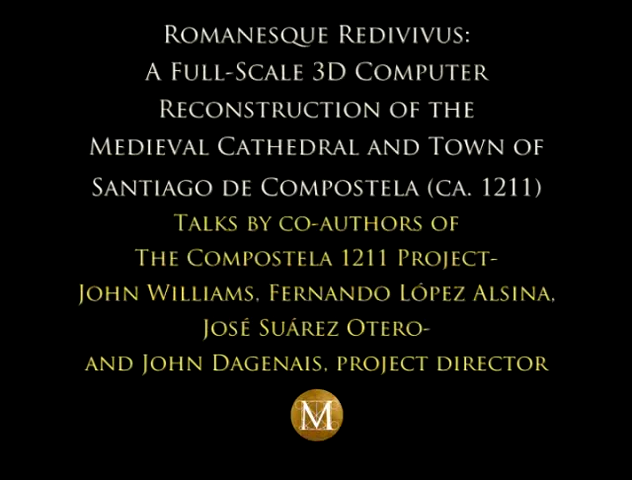 Romanesque Redivivus:
A Full-Scale 3D Computer
Reconstruction of the
Medieval Cathedral and Town of
Santiago de Compostela (ca. 1211)
Talks by co-authors of
The Compostela 1211 Project-
John Williams, Fernando López Alsina,
José Suárez Otero-
and John Dagenais, project director
M